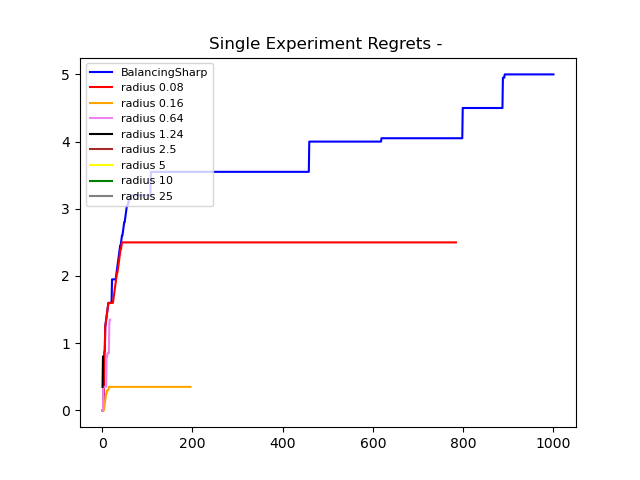 Single Experiment Regrets -
BalancingSharp
radius 0.08
radius 0.16
radius 0.64
radius 1.24
radius 2.5
radius 5
radius 10
radius 25
5
4
3
2
1
0
0
200
400
600
800
1000